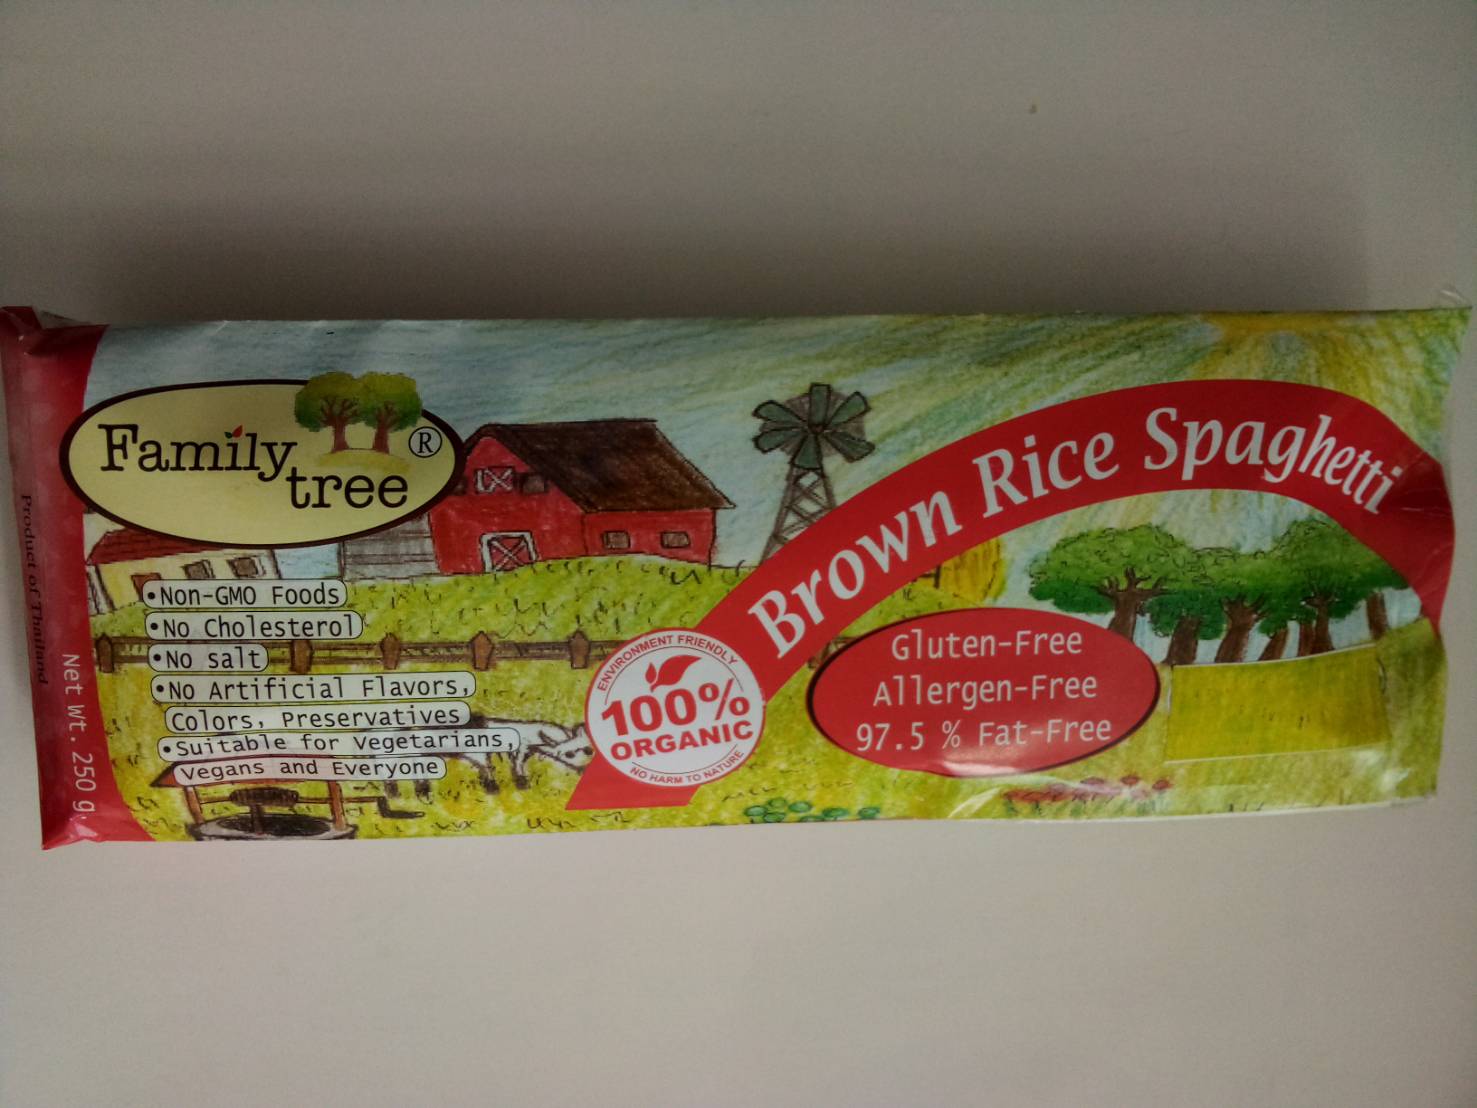 Family
tree
®
Brown Rice Spaghetti
•Non-GMO Foods
•No Cholesterol
•No salt
•No Artificial Flavors,
Colors, Preservatives
•Suitable for Vegetarians,
Vegans and Everyone
ENVIRONMENT FRIENDLY
100%
ORGANIC
NO HARM TO NATURE
Gluten-Free
Allergen-Free
97.5 % Fat-Free
Product of Thailand
Net wt. 250 g.